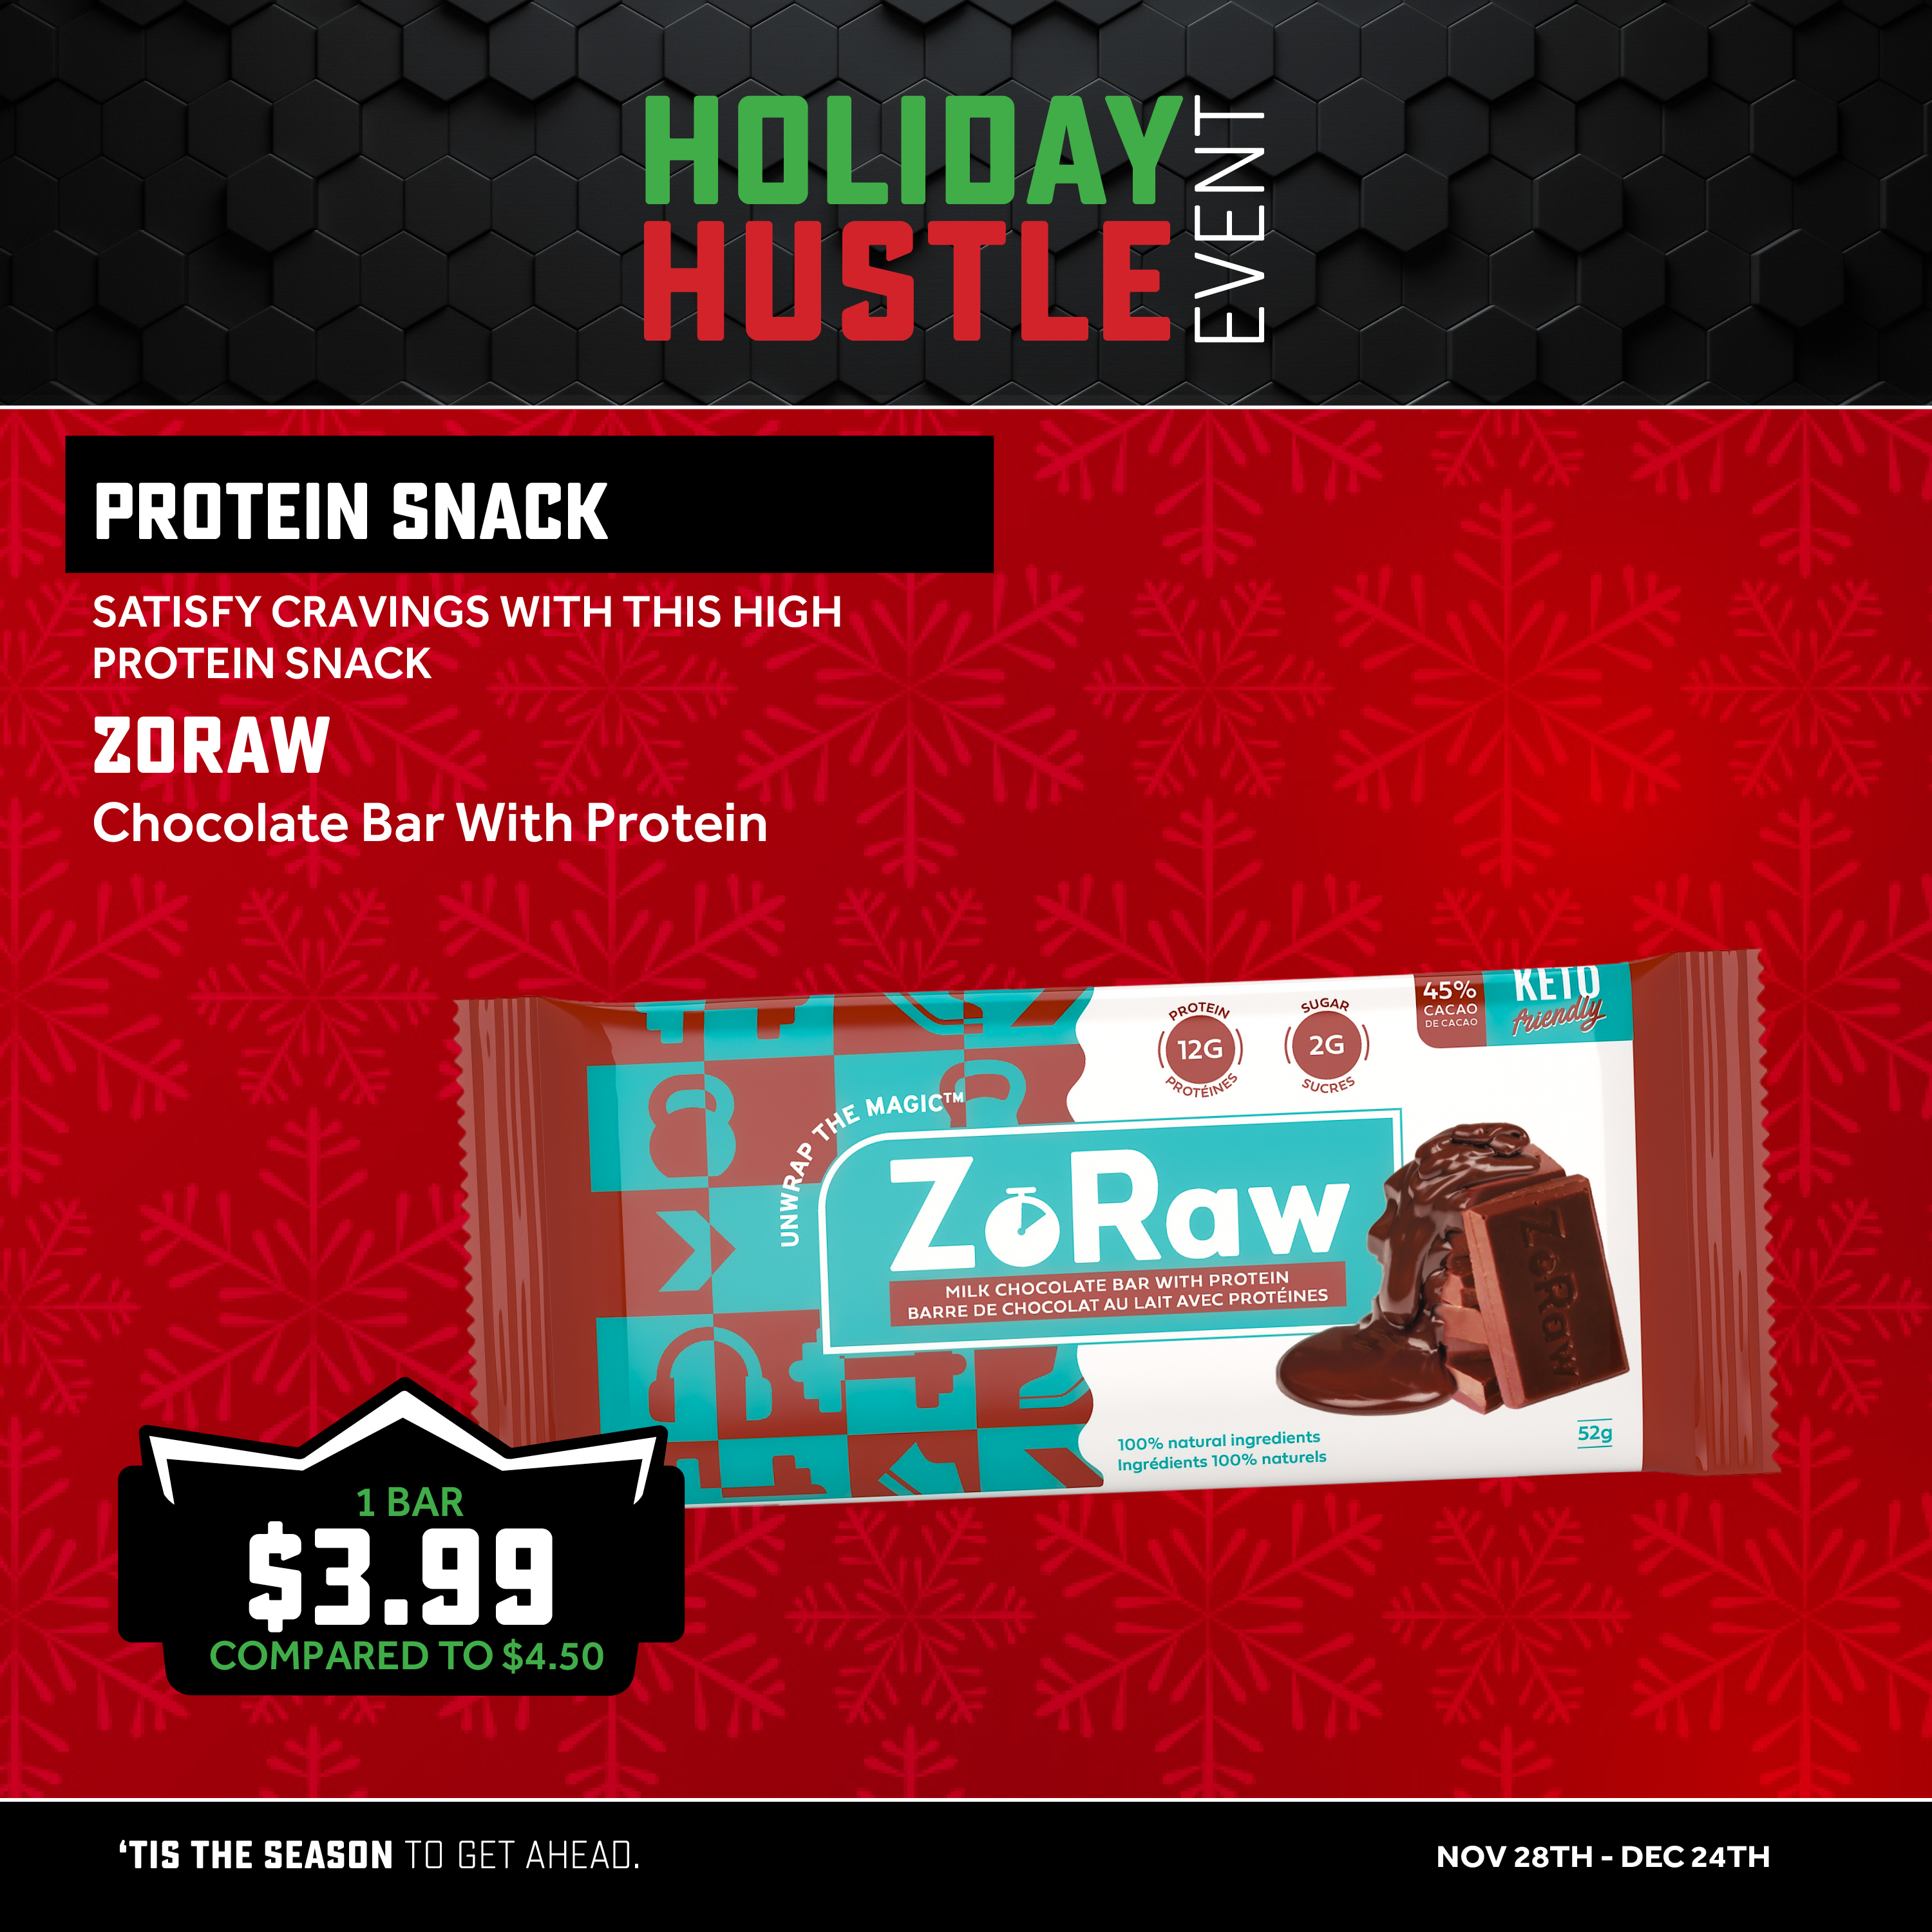 HOLIDAY
HUSTLE
EVENT
PROTEIN SNACK
SATISFY CRAVINGS WITH THIS HIGH
PROTEIN SNACK
ZORAW
Chocolate Bar With Protein
PROTEIN
12G
PROTÉINES
SUGAR
2G
SUCRES
45%
CACAO
DE CACAO
KETO
friendly
UNWRAP THE MAGIC™
ZoRaw
MILK CHOCOLATE BAR WITH PROTEIN
BARRE DE CHOCOLAT AU LAIT AVEC PROTÉINES
ZoRaw
100% natural ingredients
Ingrédients 100% naturels
52g
1 BAR
$3.99
COMPARED TO $4.50
‘TIS THE SEASON TO GET AHEAD.
NOV 28TH - DEC 24TH